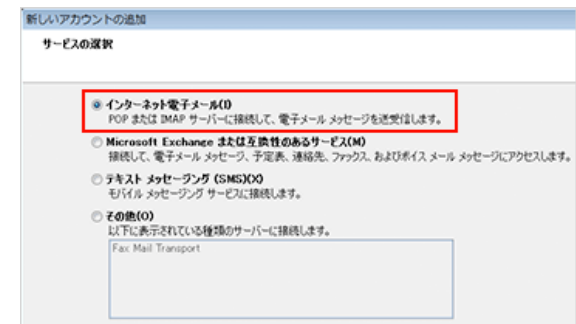 新しいアカウントの追加
サービスの選択
インターネット電子メール(I)
POP または IMAP サーバーに接続して、電子メール メッセージを送受信します。
Microsoft Exchange または互換性のあるサービス(M)
接続して、電子メール メッセージ、予定表、連絡先、ファックス、およびボイス メール メッセージにアクセスします。
テキスト メッセージング (SMS)(X)
モバイル メッセージング サービスに接続します。
その他(O)
以下に表示されている種類のサーバーに接続します。
Fax Mail Transport